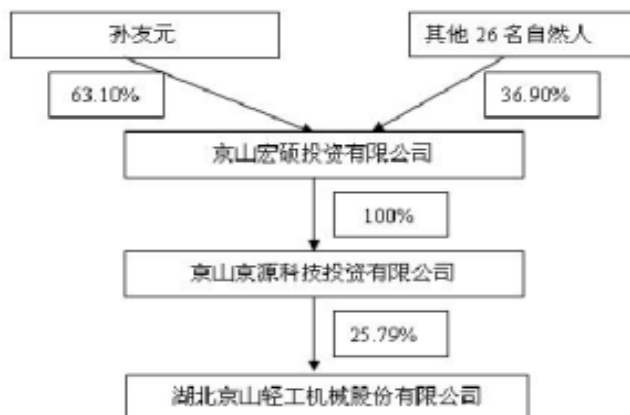 孙友元
其他 26 名自然人
63.10%
36.90%
京山宏硕投资有限公司
100%
京山京源科技投资有限公司
25.79%
湖北京山轻工机械股份有限公司